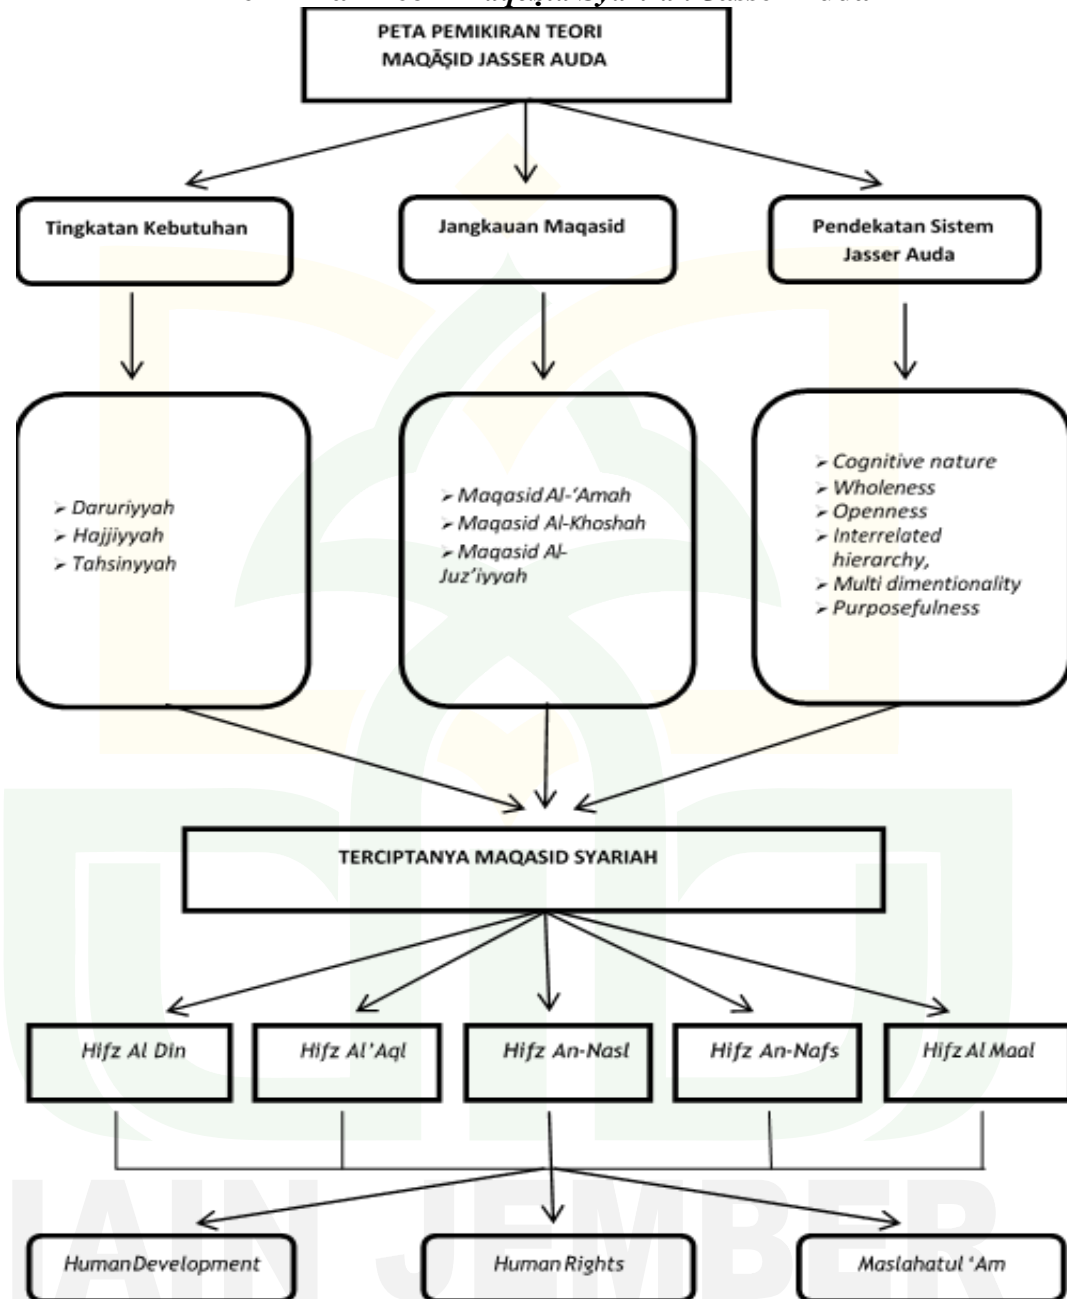 PETA PEMIKIRAN TEORI
MAQĀṢID JASSER AUDA
Tingkatan Kebutuhan
Jangkauan Maqasid
Pendekatan Sistem
Jasser Auda
➢ Daruriyyah
➢ Hajjiyyah
➢ Tahsinyyah
➢ Maqasid Al-‘Amah
➢ Maqasid Al-Khoshah
➢ Maqasid Al-
Juz’iyyah
➢ Cognitive nature
➢ Wholeness
➢ Openness
➢ Interrelated
hierarchy,
➢ Multi dimentionality
➢ Purposefulness
TERCIPTANYA MAQASID SYARIAH
Hifz Al Din
Hifz Al’Aql
Hifz An-Nasl
Hifz An-Nafs
Hifz Al Maal
Human Development
Human Rights
Maslahatul ‘Am
IAIN JEMBER